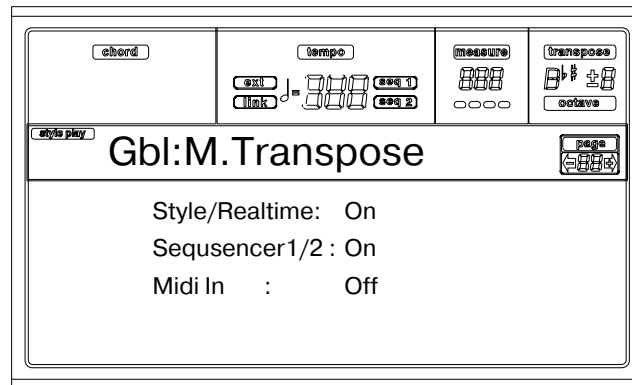 chord tempo measure transpose
ext seq 1
link seq 2
octave
style play
Gbl:M.Transpose
page
Style/Realtime: On
Sequsencer1/2 : On
Midi In : Off